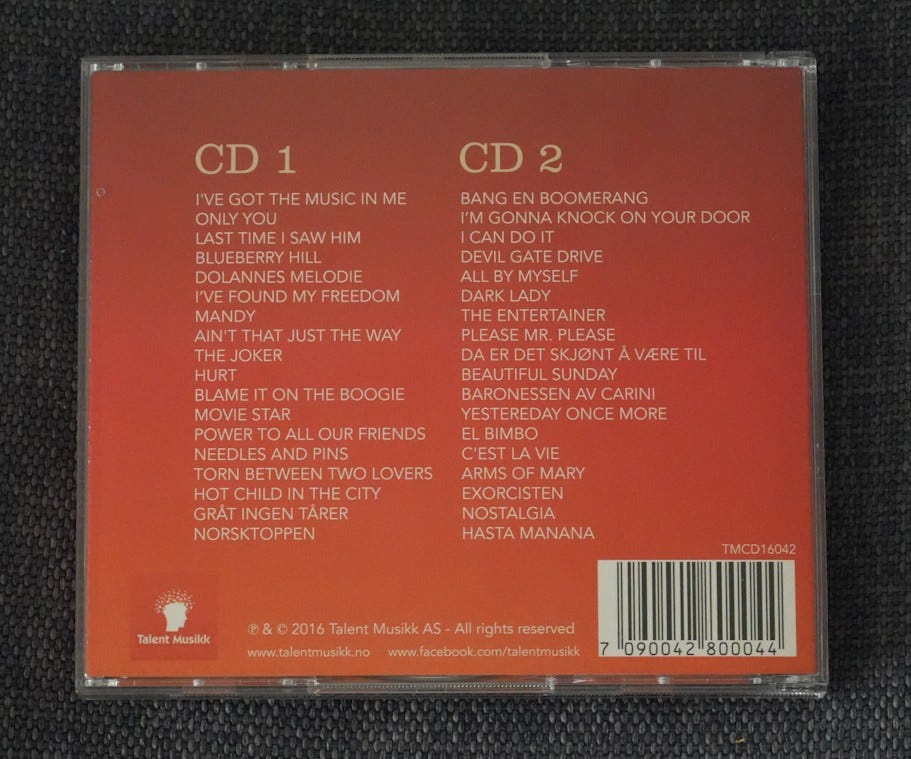 CD 1
I'VE GOT THE MUSIC IN ME
ONLY YOU
LAST TIME I SAW HIM
BLUEBERRY HILL
DOLANNES MELODIE
I'VE FOUND MY FREEDOM
MANDY
AIN'T THAT JUST THE WAY
THE JOKER
HURT
BLAME IT ON THE BOOGIE
MOVIE STAR
POWER TO ALL OUR FRIENDS
NEEDLES AND PINS
TORN BETWEEN TWO LOVERS
HOT CHILD IN THE CITY
GRÅT INGEN TÅRER
NORSKTOPPEN
CD 2
BANG EN BOOMERANG
I'M GONNA KNOCK ON YOUR DOOR
I CAN DO IT
DEVIL GATE DRIVE
ALL BY MYSELF
DARK LADY
THE ENTERTAINER
PLEASE MR. PLEASE
DA ER DET SKJØNT Å VÆRE TIL
BEAUTIFUL SUNDAY
BARONESSEN AV CARINI
YESTEREDAY ONCE MORE
EL BIMBO
C'EST LA VIE
ARMS OF MARY
EXORCISTEN
NOSTALGIA
HASTA MANANA
TMCD16042
Talent Musikk
℗ & © 2016 Talent Musikk AS - All rights reserved
www.talentmusikk.no www.facebook.com/talentmusikk
7 090042 800044